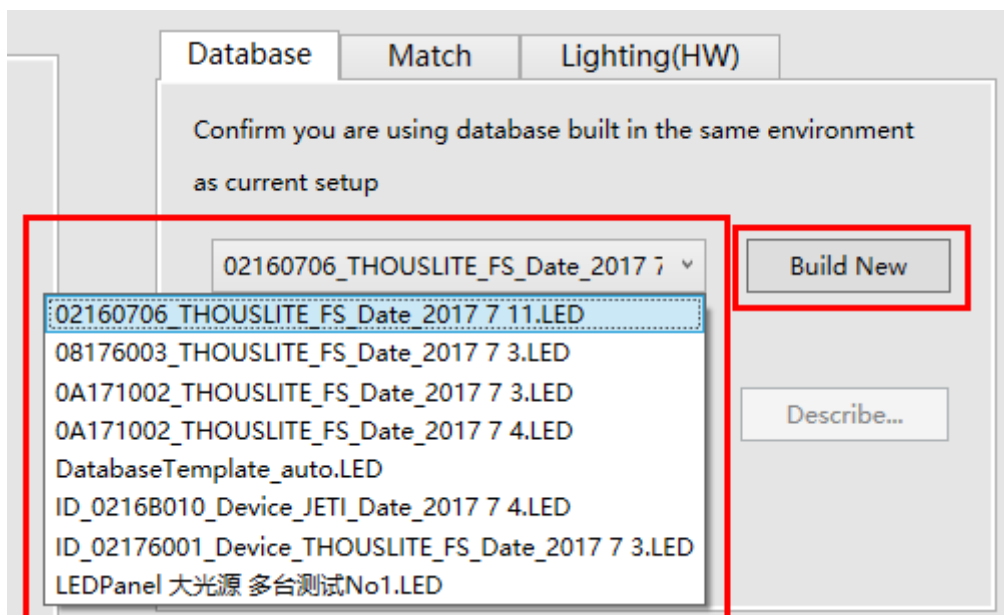 Database
Match
Lighting(HW)
Confirm you are using database built in the same environment
as current setup
02160706_THOUSLITE_FS_Date_2017 7
Build New
02160706_THOUSLITE_FS_Date_2017 7 11.LED
08176003_THOUSLITE_FS_Date_2017 7 3.LED
0A171002_THOUSLITE_FS_Date_2017 7 3.LED
0A171002_THOUSLITE_FS_Date_2017 7 4.LED
Describe...
DatabaseTemplate_auto.LED
ID_0216B010_Device_JETI_Date_2017 7 4.LED
ID_02176001_Device_THOUSLITE_FS_Date_2017 7 3.LED
LEDPanel 大光源 多台测试No1.LED